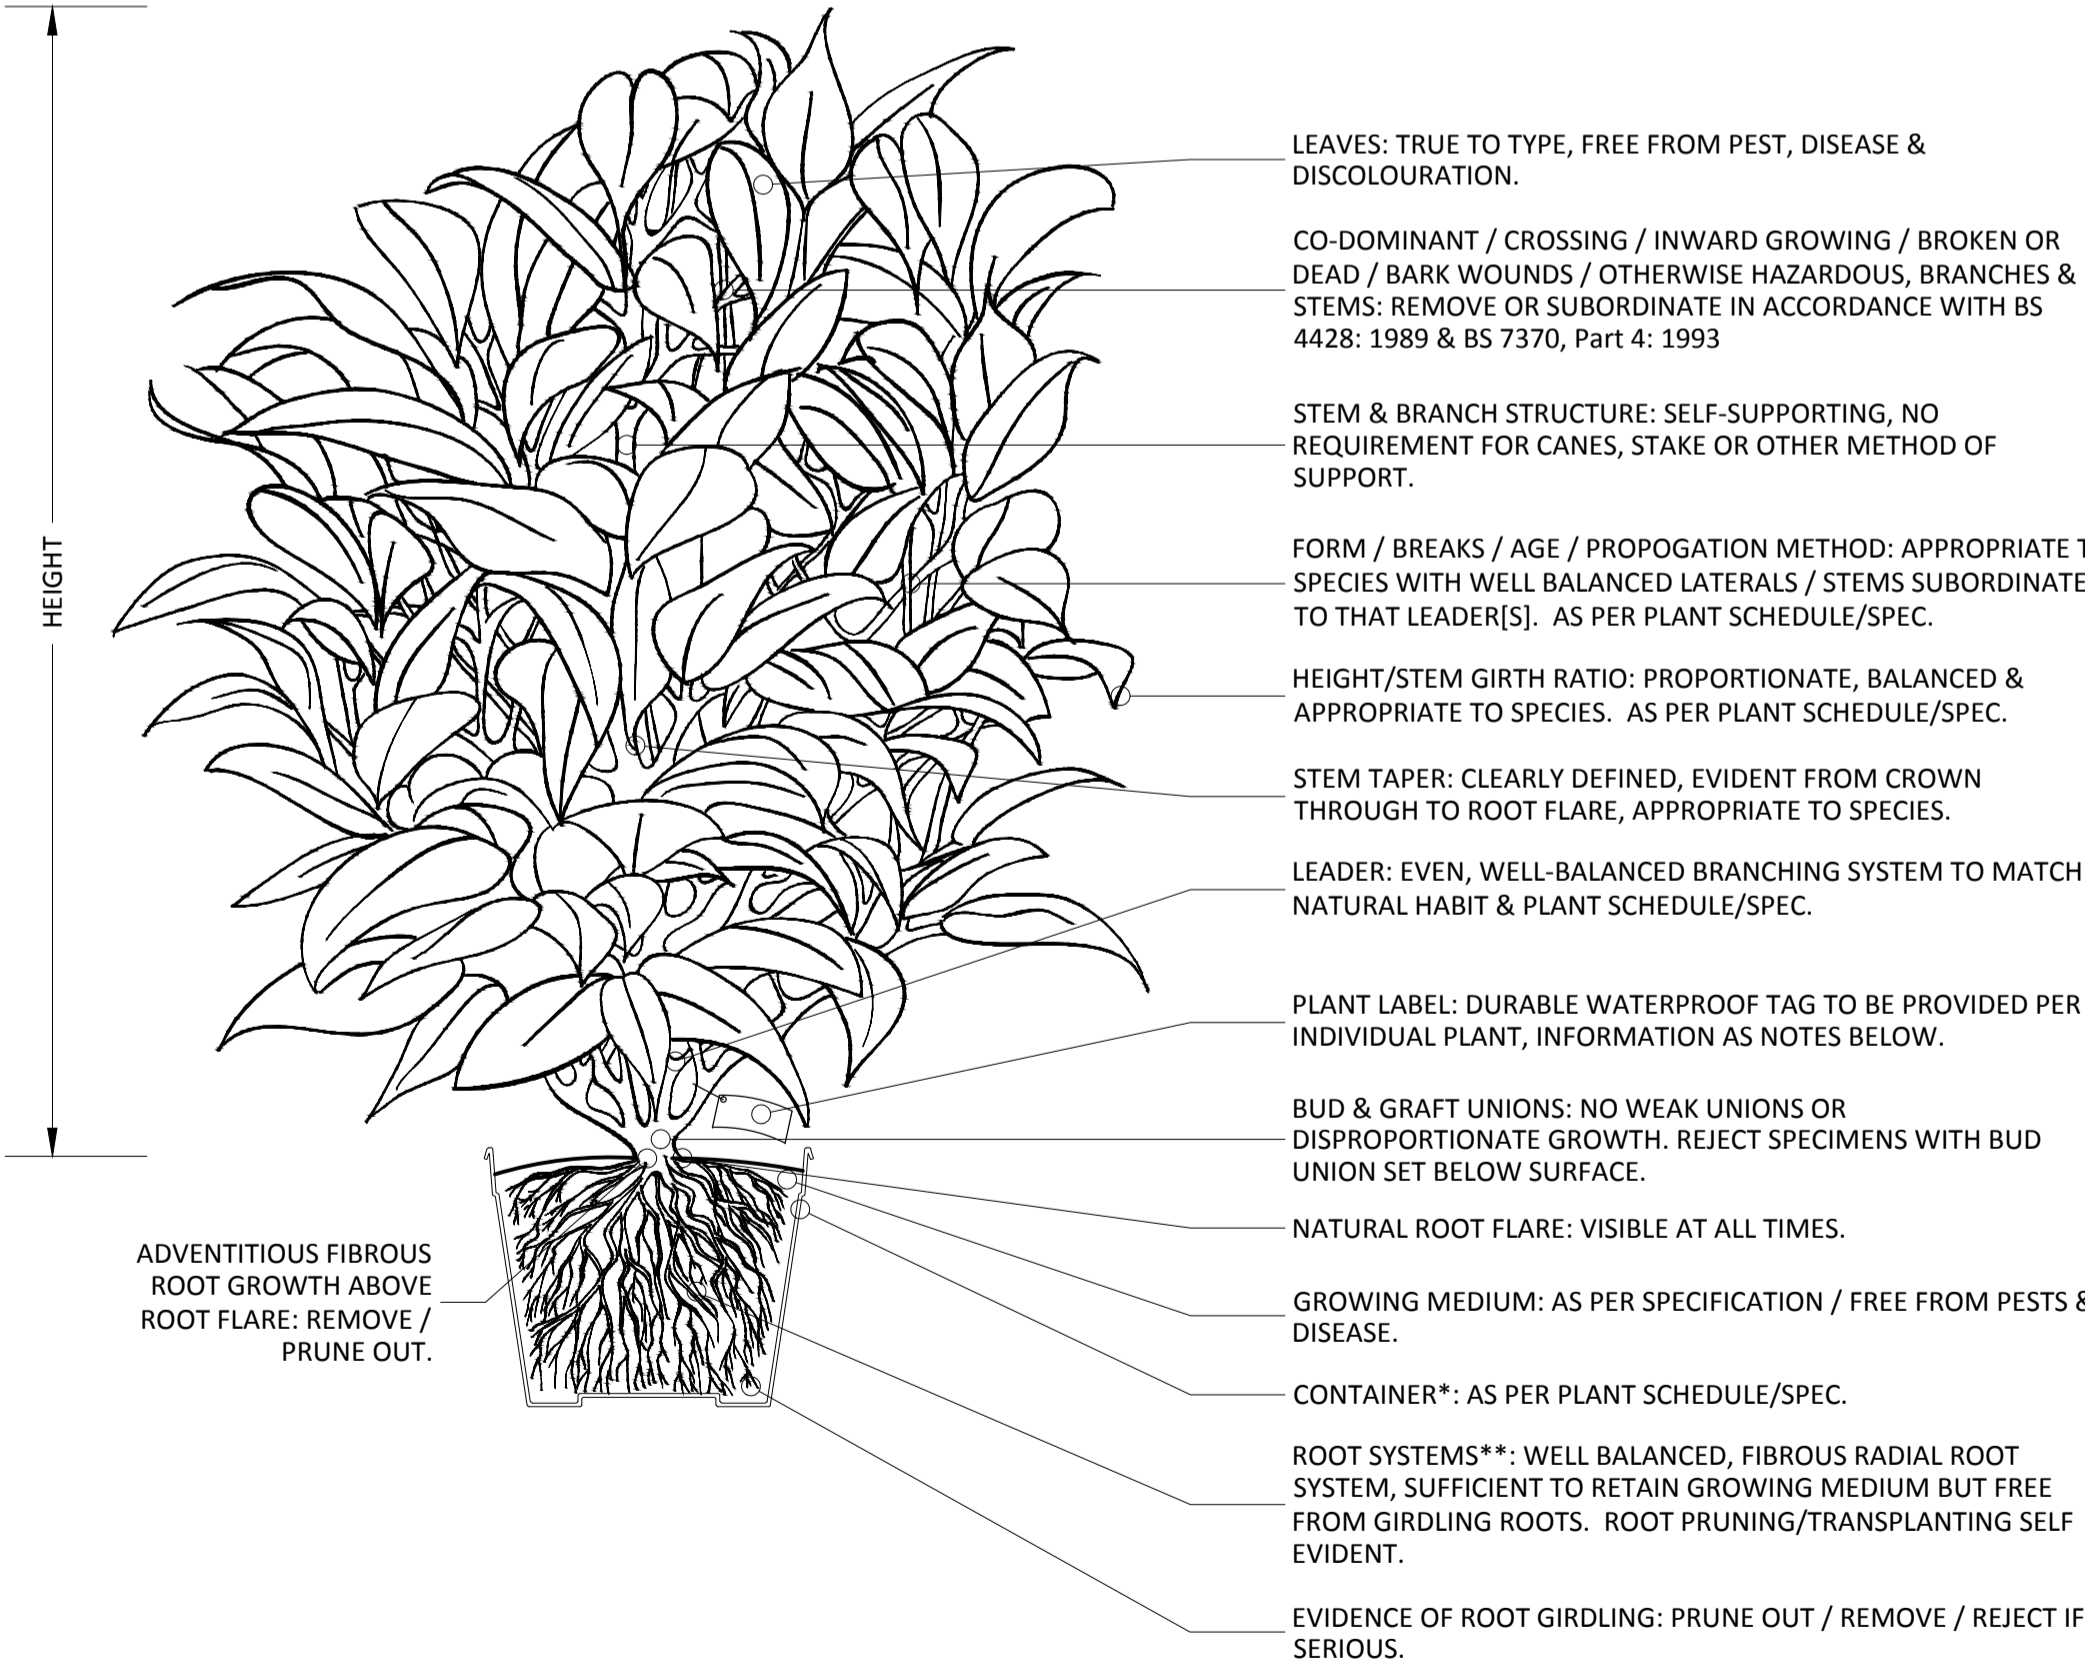 HEIGHT
LEAVES: TRUE TO TYPE, FREE FROM PEST, DISEASE &
DISCOLOURATION.
CO-DOMINANT / CROSSING / INWARD GROWING / BROKEN OR
DEAD / BARK WOUNDS / OTHERWISE HAZARDOUS, BRANCHES &
STEMS: REMOVE OR SUBORDINATE IN ACCORDANCE WITH BS
4428: 1989 & BS 7370, Part 4: 1993
STEM & BRANCH STRUCTURE: SELF-SUPPORTING, NO
REQUIREMENT FOR CANES, STAKE OR OTHER METHOD OF
SUPPORT.
FORM / BREAKS / AGE / PROPOGATION METHOD: APPROPRIATE T
SPECIES WITH WELL BALANCED LATERALS / STEMS SUBORDINATE
TO THAT LEADER[S]. AS PER PLANT SCHEDULE/SPEC.
HEIGHT/STEM GIRTH RATIO: PROPORTIONATE, BALANCED &
APPROPRIATE TO SPECIES. AS PER PLANT SCHEDULE/SPEC.
STEM TAPER: CLEARLY DEFINED, EVIDENT FROM CROWN
THROUGH TO ROOT FLARE, APPROPRIATE TO SPECIES.
LEADER: EVEN, WELL-BALANCED BRANCHING SYSTEM TO MATCH
NATURAL HABIT & PLANT SCHEDULE/SPEC.
PLANT LABEL: DURABLE WATERPROOF TAG TO BE PROVIDED PER
INDIVIDUAL PLANT, INFORMATION AS NOTES BELOW.
BUD & GRAFT UNIONS: NO WEAK UNIONS OR
DISPROPORTIONATE GROWTH. REJECT SPECIMENS WITH BUD
UNION SET BELOW SURFACE.
NATURAL ROOT FLARE: VISIBLE AT ALL TIMES.
ADVENTITIOUS FIBROUS
ROOT GROWTH ABOVE
ROOT FLARE: REMOVE /
PRUNE OUT.
GROWING MEDIUM: AS PER SPECIFICATION / FREE FROM PESTS &
DISEASE.
CONTAINER*: AS PER PLANT SCHEDULE/SPEC.
ROOT SYSTEMS**: WELL BALANCED, FIBROUS RADIAL ROOT
SYSTEM, SUFFICIENT TO RETAIN GROWING MEDIUM BUT FREE
FROM GIRDLING ROOTS. ROOT PRUNING/TRANSPLANTING SELF
EVIDENT.
EVIDENCE OF ROOT GIRDLING: PRUNE OUT / REMOVE / REJECT IF
SERIOUS.